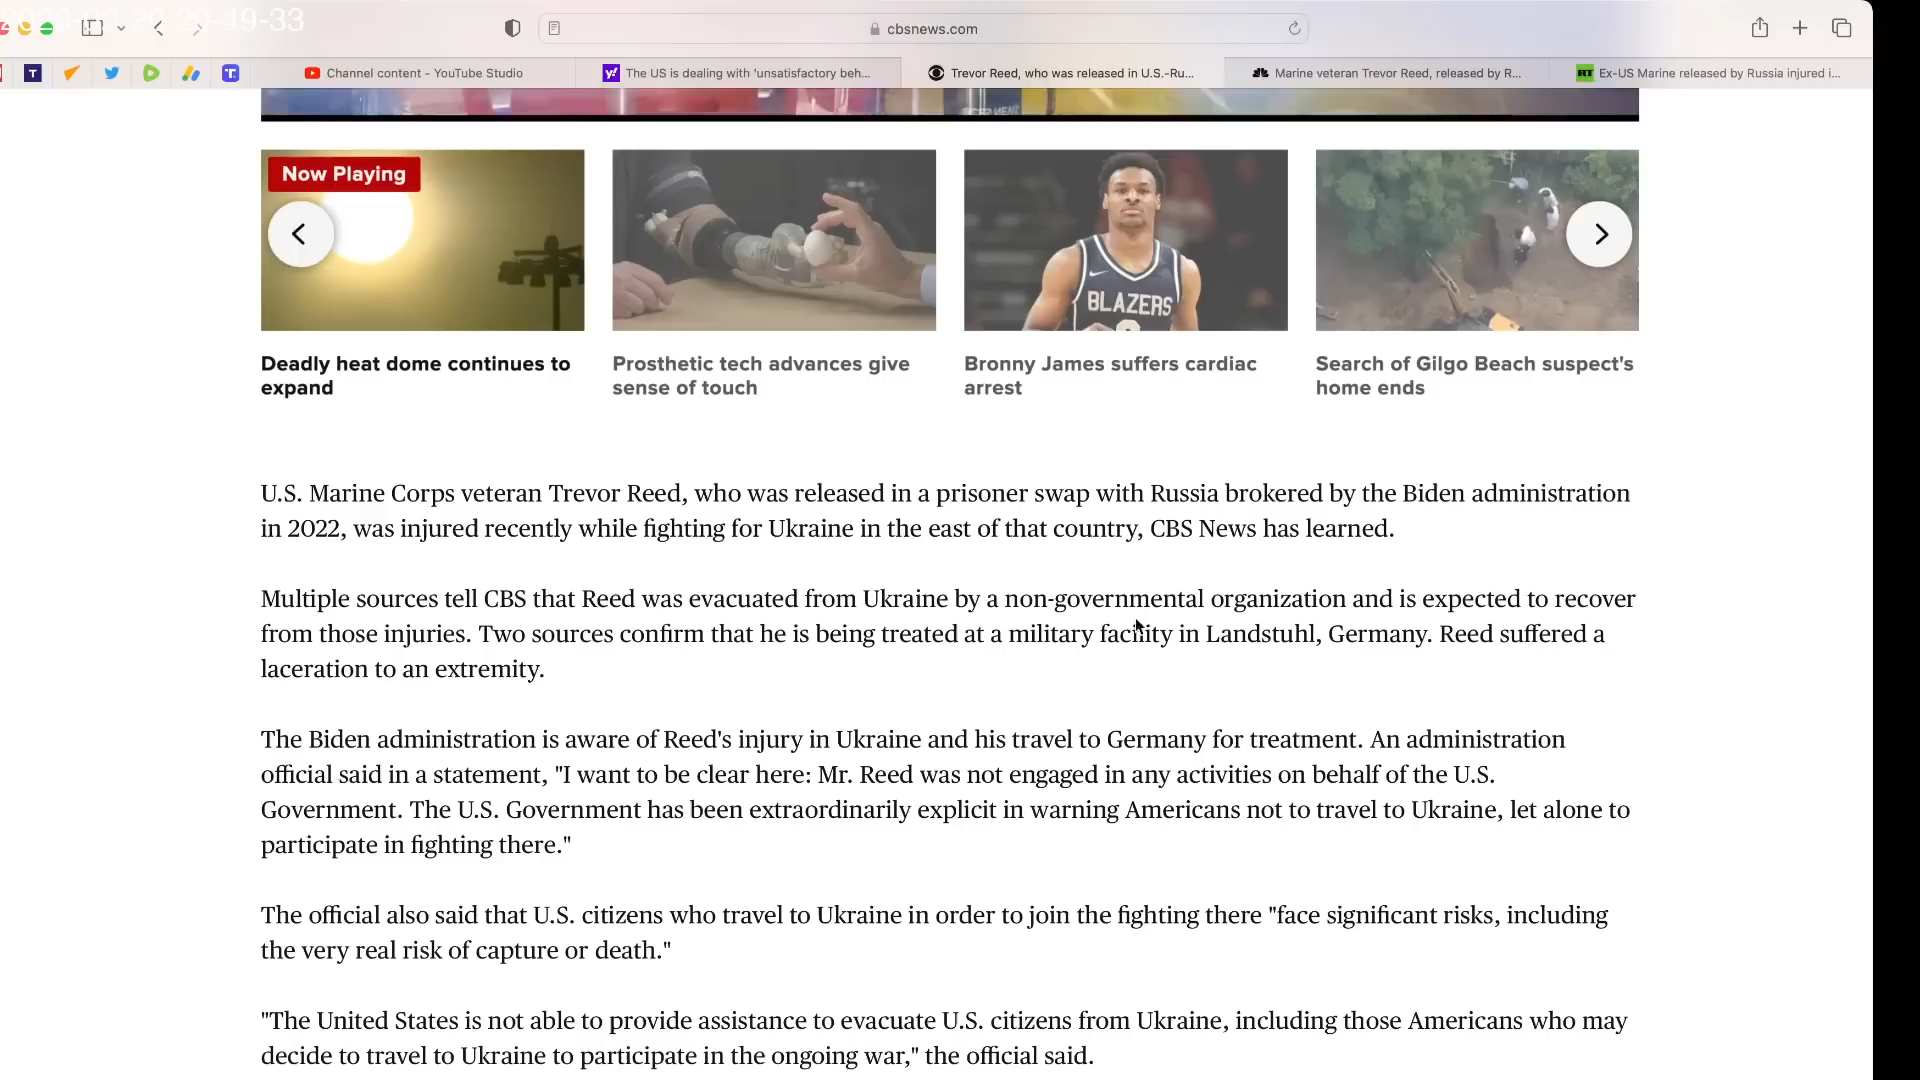 20-49-33
cbsnews.com
T
T
Channel content - YouTube Studio
y!
The US is dealing with 'unsatisfactory beh...
Trevor Reed, who was released in U.S.-Ru...
Marine veteran Trevor Reed, released by R...
RT
Ex-US Marine released by Russia injured i...
Now Playing
BLAZERS
Deadly heat dome continues to
expand
Prosthetic tech advances give
sense of touch
Bronny James suffers cardiac
arrest
Search of Gilgo Beach suspect's
home ends
U.S. Marine Corps veteran Trevor Reed, who was released in a prisoner swap with Russia brokered by the Biden administration
in 2022, was injured recently while fighting for Ukraine in the east of that country, CBS News has learned.
Multiple sources tell CBS that Reed was evacuated from Ukraine by a non-governmental organization and is expected to recover
from those injuries. Two sources confirm that he is being treated at a military facility in Landstuhl, Germany. Reed suffered a
laceration to an extremity.
The Biden administration is aware of Reed's injury in Ukraine and his travel to Germany for treatment. An administration
official said in a statement, "I want to be clear here: Mr. Reed was not engaged in any activities on behalf of the U.S.
Government. The U.S. Government has been extraordinarily explicit in warning Americans not to travel to Ukraine, let alone to
participate in fighting there."
The official also said that U.S. citizens who travel to Ukraine in order to join the fighting there "face significant risks, including
the very real risk of capture or death."
"The United States is not able to provide assistance to evacuate U.S. citizens from Ukraine, including those Americans who may
decide to travel to Ukraine to participate in the ongoing war," the official said.